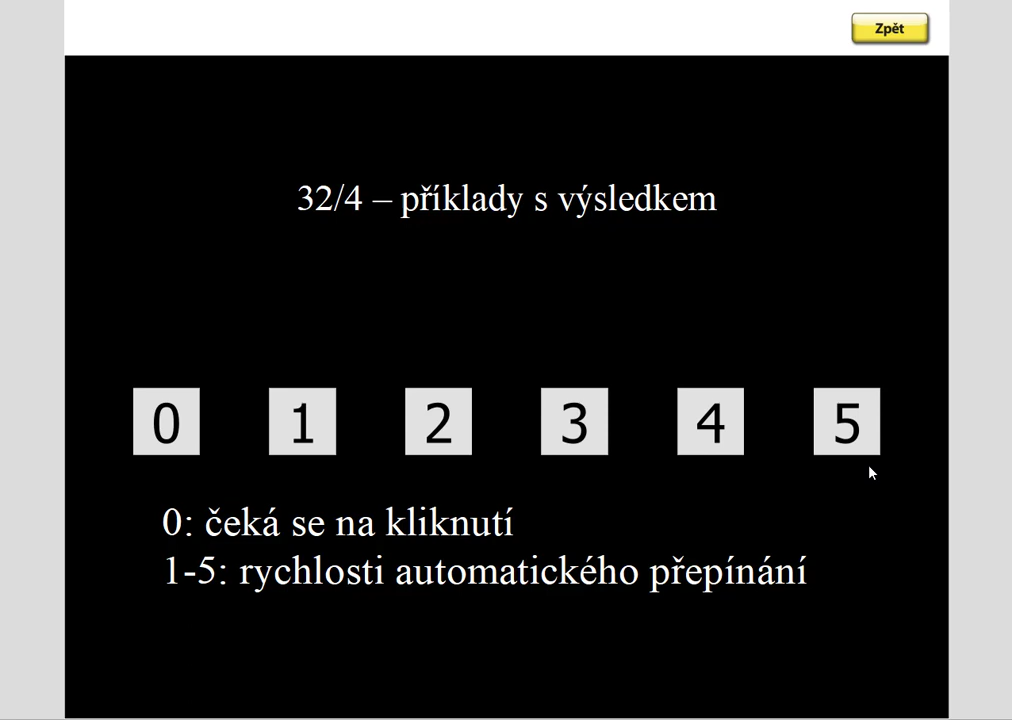 Zpět
32/4 – příklady s výsledkem
0 1 2 3 4 5
0: čeká se na kliknutí
1-5: rychlosti automatického přepínání